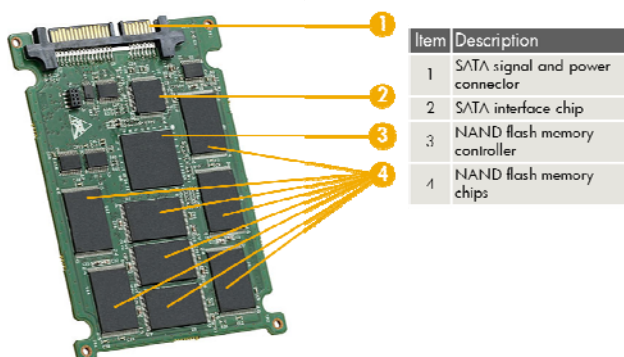 1
2
3
4
Item Description
1 SATA signal and power
connector
2 SATA interface chip
3 NAND flash memory
controller
4 NAND flash memory
chips